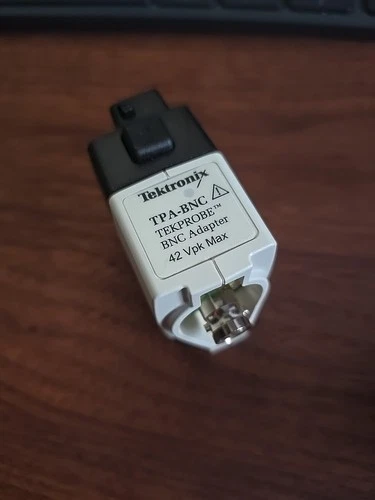 Tektronix
TPA-BNC
TEKPROBE™
BNC Adapter
42 Vpk Max